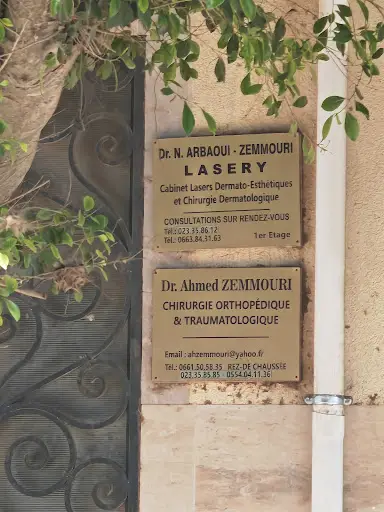 Dr. N. ARBAOUI - ZEMMOURI
LASERY
Cabinet Lasers Dermato-Esthétiques
et Chirurgie Dermatologique
CONSULTATIONS SUR RENDEZ-VOUS
Tél.: 023.35.86.12
Tél.: 0663.84.31.63 1er Etage
Dr. Ahmed ZEMMOURI
CHIRURGIE ORTHOPÉDIQUE
& TRAUMATOLOGIQUE
Email : ahzemmouri@yahoo.fr
Tél.: 0661.50.58.35 REZ-DE CHAUSSÉE
023.35.85.85 - 0554.04.11.36